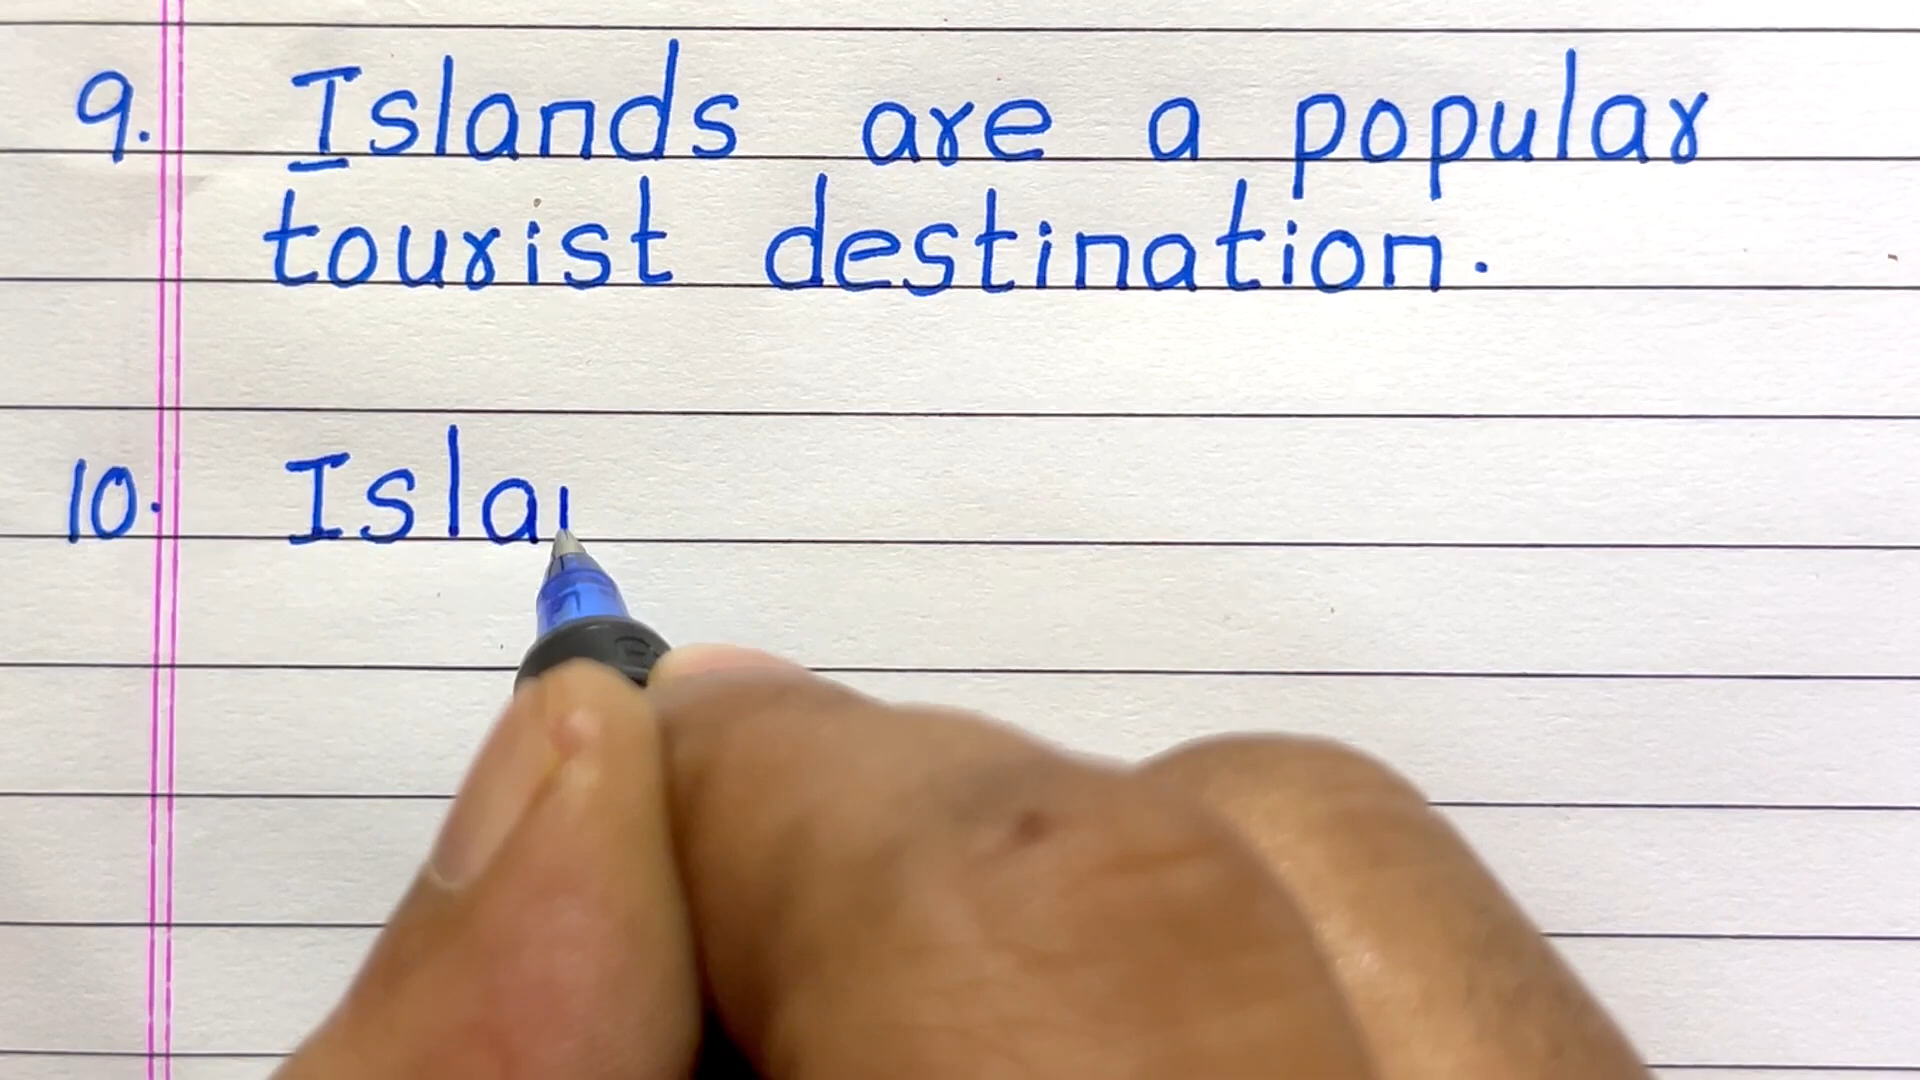 9. Islands are a popular
tourist destination.
10. Isla